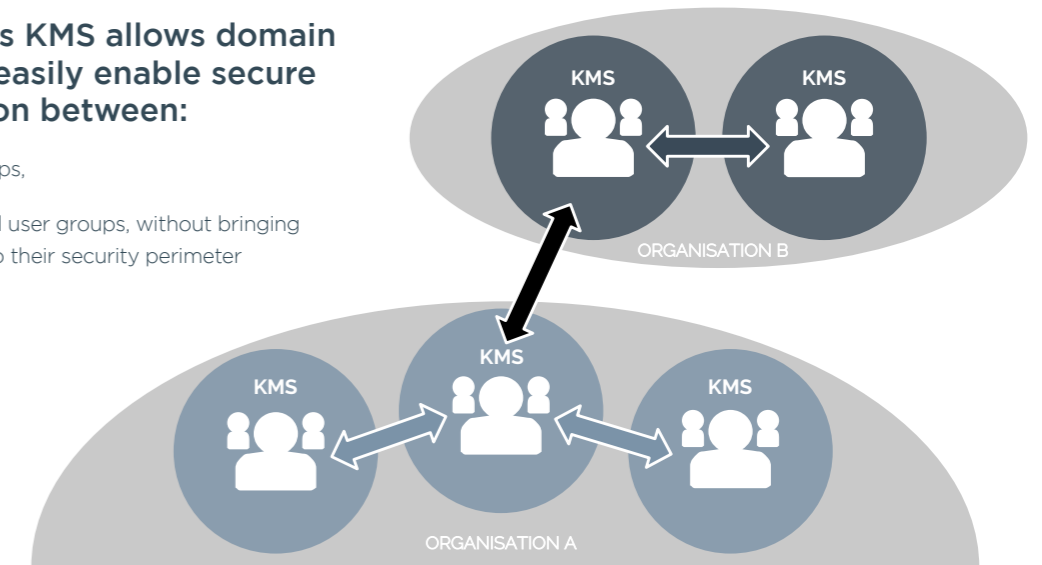 s KMS allows domain
easily enable secure
on between:
ps,
user groups, without bringing
their security perimeter
KMS
KMS
ORGANISATION B
KMS
KMS
KMS
ORGANISATION A